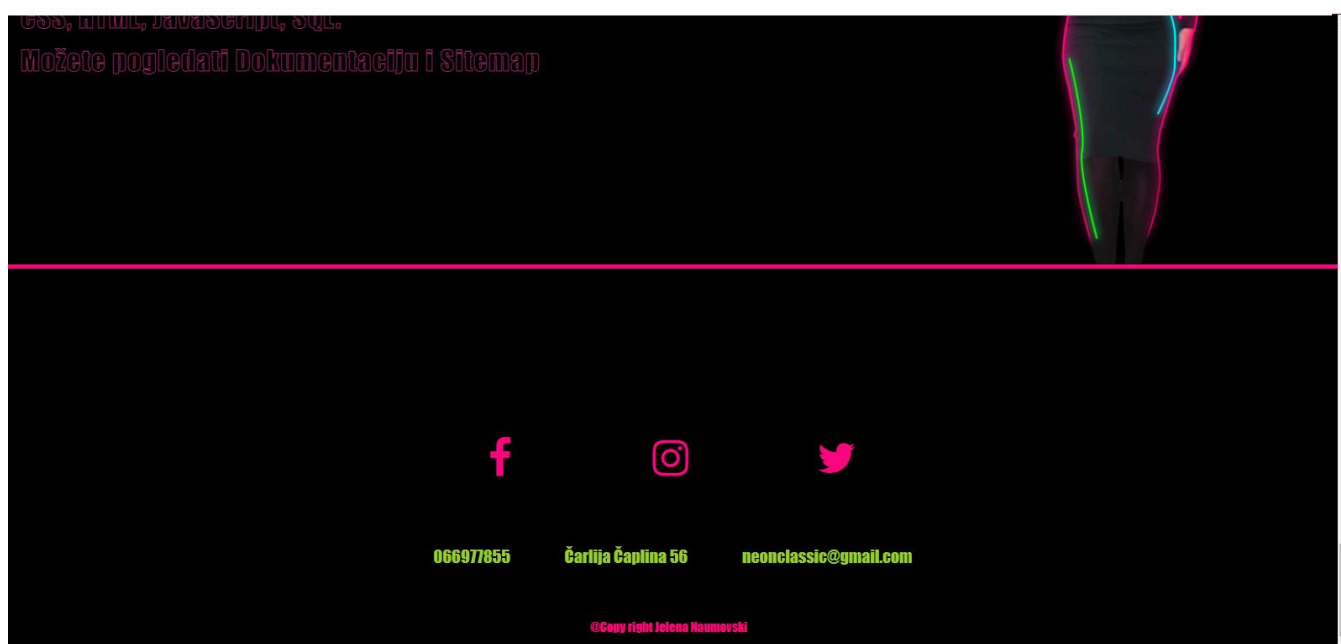 CSS, HTML, Javascript, SQL.
Možete pogledati Dokumentaciju i Sitemap
066977855 Čarlija Čaplina 56 neonclassic@gmail.com
@Copy right Jelena Naumovski